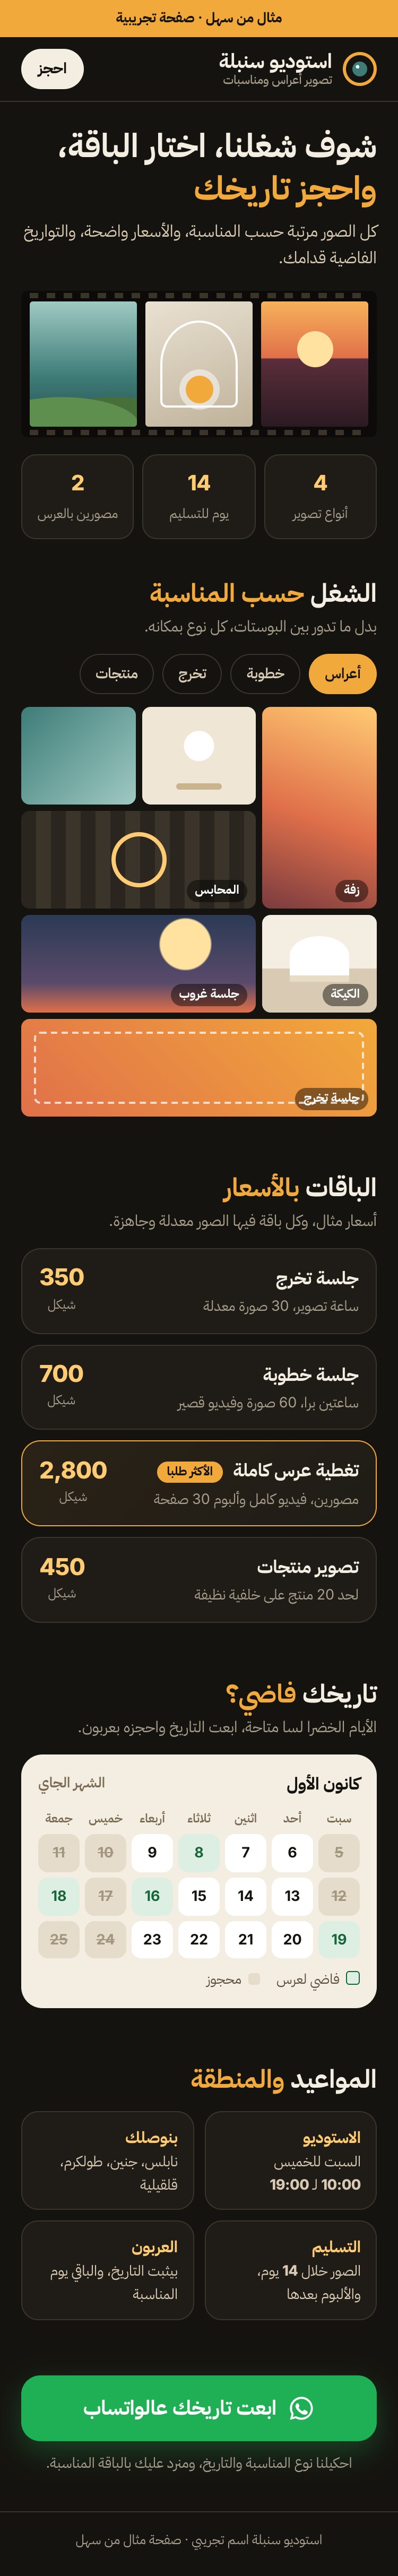 مثال من سهل · صفحة تجريبية
استوديو سنبلة
تصوير أعراس ومناسبات
احجز
شوف شغلنا، اختار الباقة،
واحجز تاريخك
كل الصور مرتبة حسب المناسبة، والأسعار واضحة، والتواريخ
الفاضية قدامك.
4
أنواع تصوير
14
يوم للتسليم
2
مصورين بالعرس
الشغل حسب المناسبة
بدل ما تدور بين البوستات، كل نوع بمكانه.
أعراس
خطوبة
تخرج
منتجات
زفة
المحابس
الكيكة
جلسة غروب
جلسة تخرج
الباقات بالأسعار
أسعار مثال، وكل باقة فيها الصور معدلة وجاهزة.
جلسة تخرج
ساعة تصوير، 30 صورة معدلة
350
شيكل
جلسة خطوبة
ساعتين برا، 60 صورة وفيديو قصير
700
شيكل
تغطية عرس كاملة الأكثر طلبا
مصورين، فيديو كامل وألبوم 30 صفحة
2,800
شيكل
تصوير منتجات
لحد 20 منتج على خلفية نظيفة
450
شيكل
تاريخك فاضي؟
الأيام الخضرا لسا متاحة، ابعت التاريخ واحجزه بعربون.
كانون الأول الشهر الجاي
سبت أحد اثنين ثلاثاء أربعاء خميس جمعة
5 6 7 8 9 10 11
12 13 14 15 16 17 18
19 20 21 22 23 24 25
فاضي لعرس محجوز
المواعيد والمنطقة
الاستوديو
السبت للخميس
10:00 لـ 19:00
بنوصلك
نابلس، جنين، طولكرم،
قلقيلية
التسليم
الصور خلال 14 يوم،
والألبوم بعدها
العربون
بيثبت التاريخ، والباقي يوم
المناسبة
ابعت تاريخك عالواتساب
احكيلنا نوع المناسبة والتاريخ، ومنرد عليك بالباقة المناسبة.
استوديو سنبلة اسم تجريبي · صفحة مثال من سهل